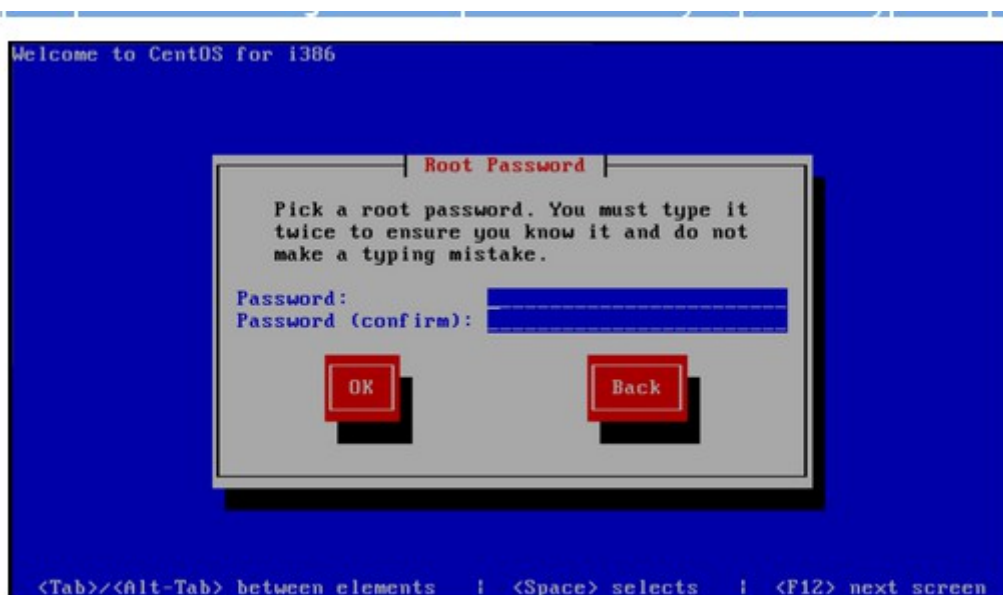 Welcome to CentOS for i386
Root Password
Pick a root password. You must type it
twice to ensure you know it and do not
make a typing mistake.
Password:
Password (confirm):
OK Back
<Tab>/<Alt-Tab> between elements | <Space> selects | <F12> next screen